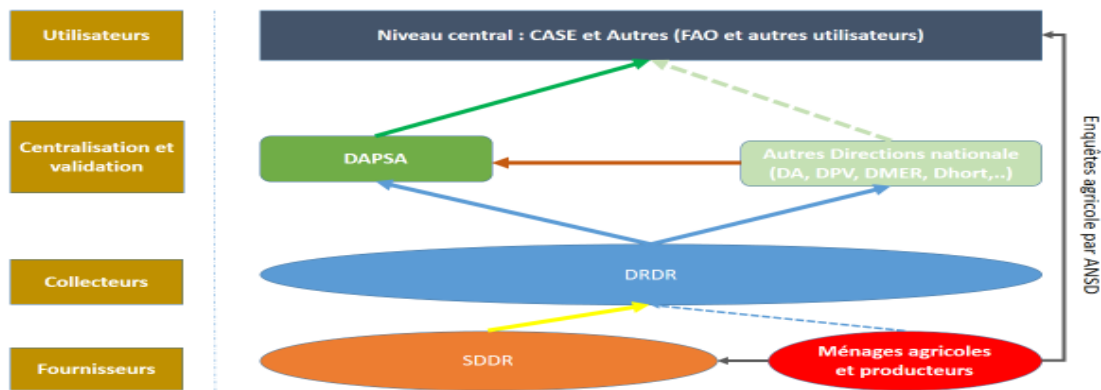 Utilisateurs
Niveau central : CASE et Autres (FAO et autres utilisateurs)
Centralisation et
validation
DAPSA
Autres Directions nationale
(DA, DPV, DMER, Dhort,..)
Enquêtes agricole par ANSD
Collecteurs
DRDR
Fournisseurs
SDDR
Ménages agricoles
et producteurs